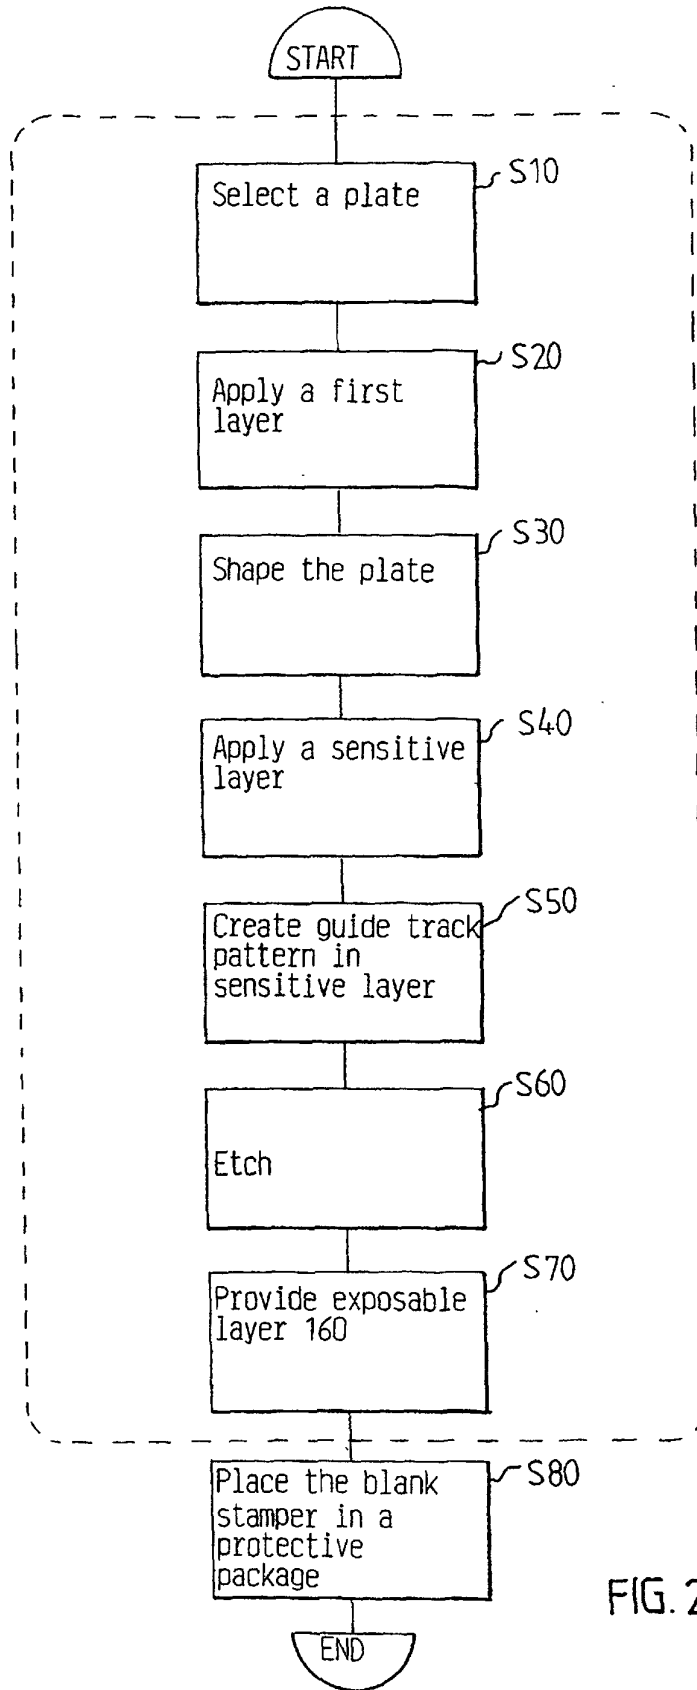 START
S10
Select a plate
S20
Apply a first
layer
S30
Shape the plate
S40
Apply a sensitive
layer
S50
Create guide track
pattern in
sensitive layer
S60
Etch
S70
Provide exposable
layer 160
S80
Place the blank
stamper in a
protective
package
FIG. 2
END